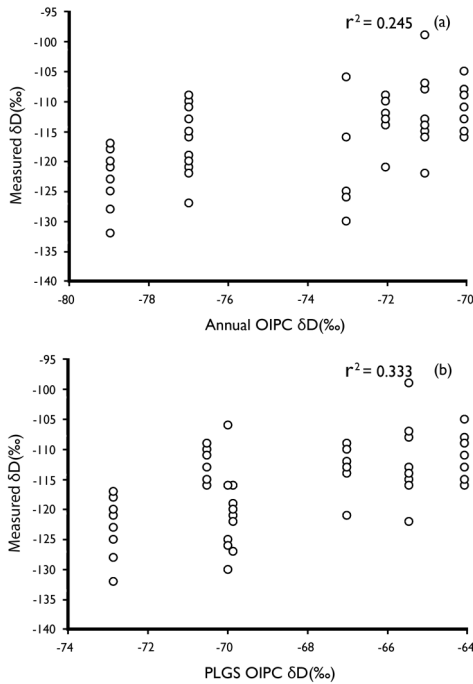 r² = 0.245 (a)
-95
-100
-105
-110
-115
-120
-125
-130
-135
-140
Measured δD(‰)
-80 -78 -76 -74 -72 -70
Annual OIPC δD(‰)
r² = 0.333 (b)
-95
-100
-105
-110
-115
-120
-125
-130
-135
-140
Measured δD(‰)
-74 -72 -70 -68 -66 -64
PLGS OIPC δD(‰)